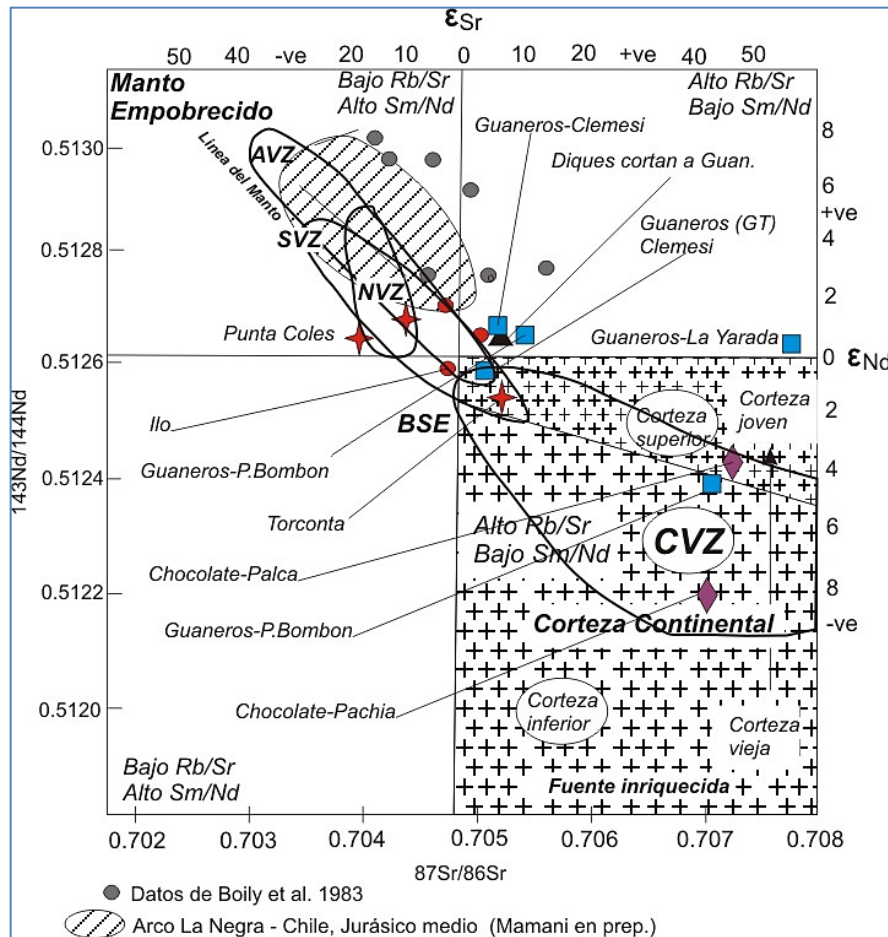 εSr
50 40 -ve 20 10 0 10 20 +ve 40 50
Manto
Empobrecido
Bajo Rb/Sr
Alto Sm/Nd
Alto Rb/Sr
Bajo Sm/Nd
Guaneros-Clemesi
0.5130
AVZ
8
Linea del Manto
Diques cortan a Guan.
6
+ve
Guaneros (GT)
Clemesi
0.5128
SVZ
4
NVZ
2
Punta Coles
Guaneros-La Yarada
0.5126
0
εNd
Ilo
BSE
Corteza
superior
Corteza
joven
2
143Nd/144Nd
Guaneros-P.Bombon
0.5124
4
Torconta
Alto Rb/Sr
Bajo Sm/Nd
CVZ
6
Chocolate-Palca
0.5122
8
Guaneros-P.Bombon
Corteza Continental
-ve
Chocolate-Pachia
0.5120
Corteza
inferior
Corteza
vieja
Bajo Rb/Sr
Alto Sm/Nd
Fuente inriquecida
0.702 0.703 0.704 0.705 0.706 0.707 0.708
87Sr/86Sr
Datos de Boily et al. 1983
Arco La Negra - Chile, Jurásico medio (Mamani en prep.)